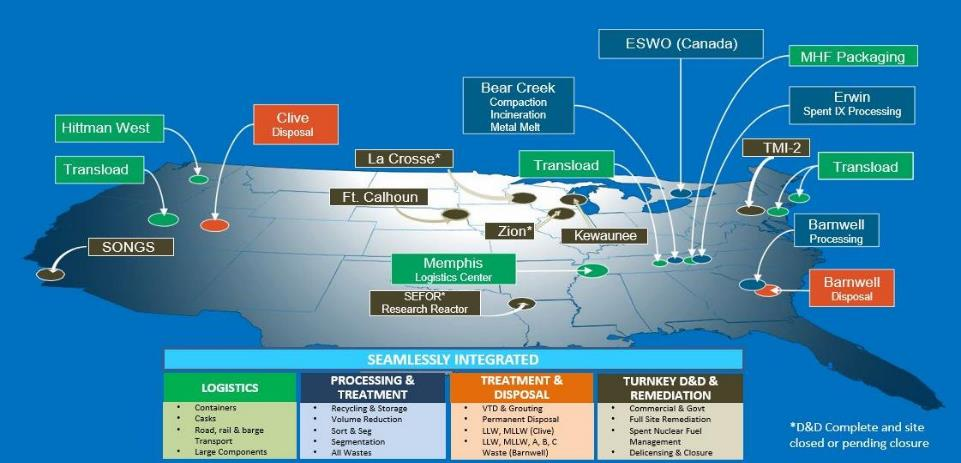 ESWO (Canada)
MHF Packaging
Bear Creek
Compaction
Incineration
Metal Melt
Erwin
Spent IX Processing
Clive
Disposal
Hittman West
La Crosse*
Transload
TMI-2
Transload
Transload
Ft. Calhoun
Zion*
Kewaunee
Barnwell
Processing
SONGS
Memphis
Logistics Center
Barnwell
Disposal
SEFOR*
Research Reactor
SEAMLESSLY INTEGRATED
LOGISTICS
• Containers
• Casks
• Road, rail & barge
Transport
• Large Components
PROCESSING &
TREATMENT
• Recycling & Storage
• Volume Reduction
• Sort & Seg
• Segmentation
• All Wastes
TREATMENT &
DISPOSAL
• VTD & Grouting
• Permanent Disposal
• LLW, MLLW (Clive)
• LLW, MLLW, A, B, C
Waste (Barnwell)
TURNKEY D&D &
REMEDIATION
• Commercial & Govt
• Full Site Remediation
• Spent Nuclear Fuel
Management
• Delicensing & Closure
*D&D Complete and site
closed or pending closure